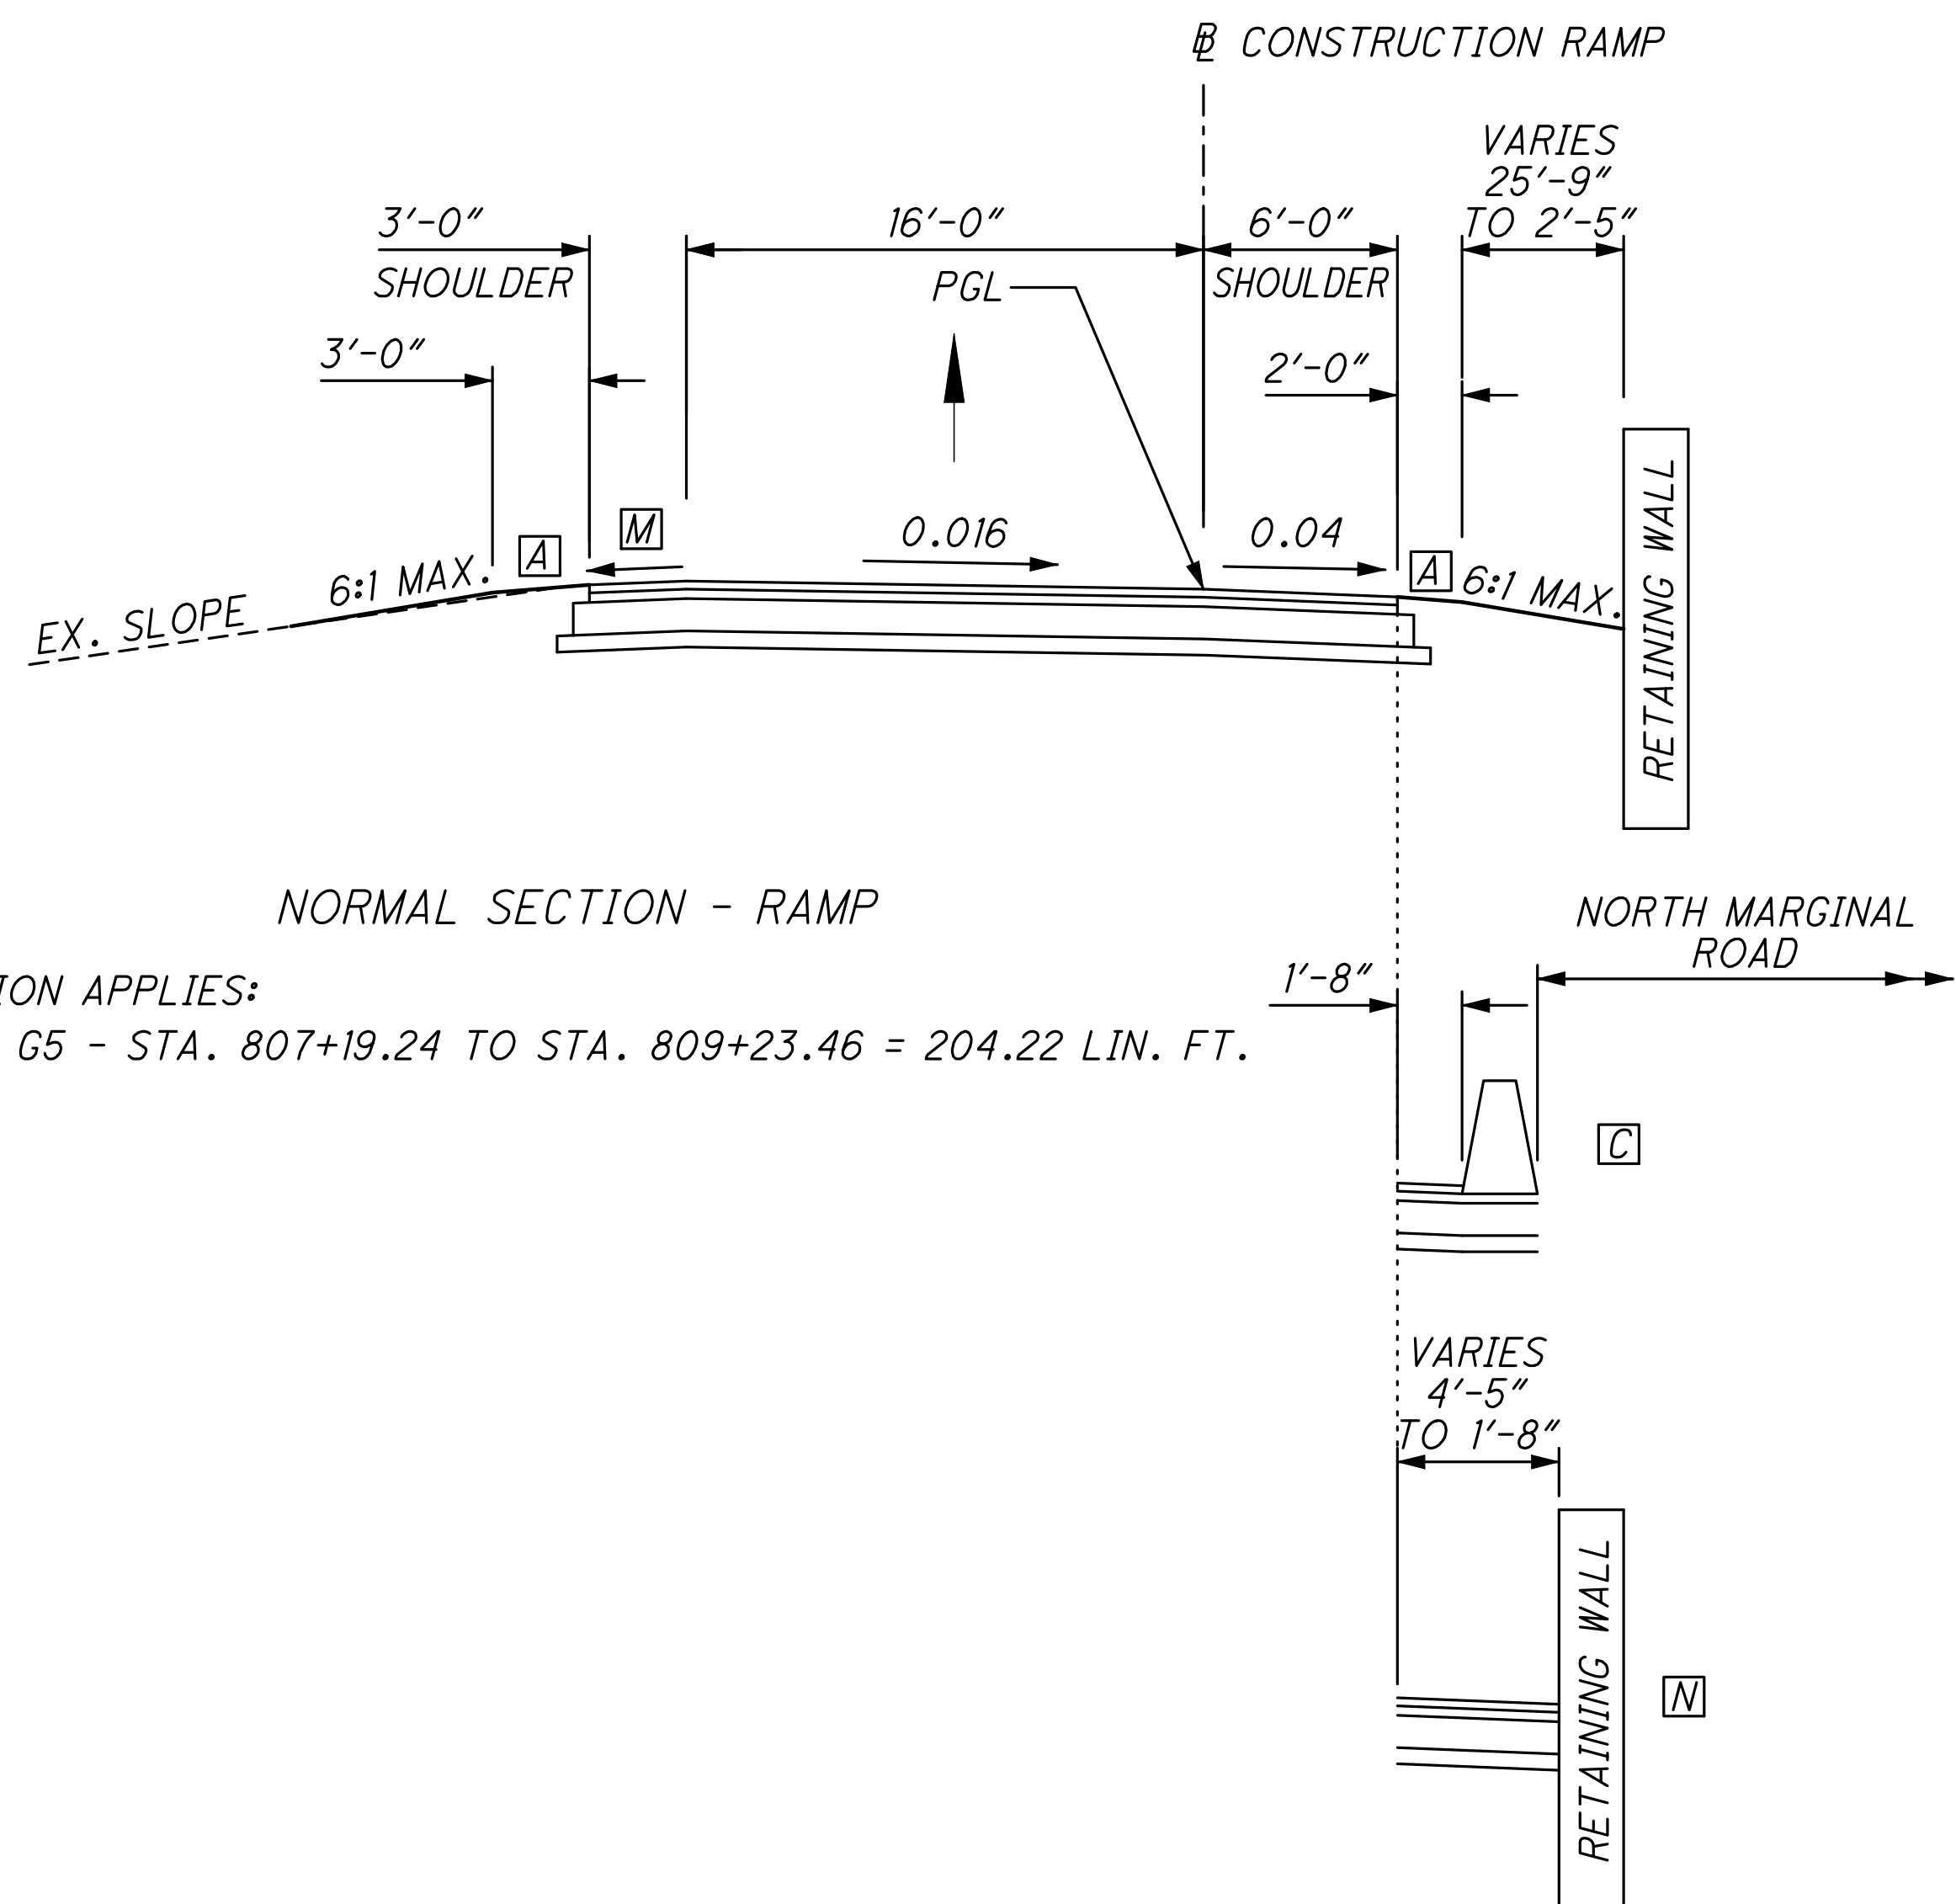 ℄ CONSTRUCTION RAMP
VARIES
25'-9"
TO 2'-5"
3'-0"
SHOULDER
16'-0"
6'-0"
SHOULDER
PGL
3'-0"
2'-0"
M
0.016
0.04
A
A
6:1 MAX.
6:1 MAX.
EX. SLOPE
RETAINING WALL
NORMAL SECTION - RAMP
APPLIES:
G5 - STA. 807+19.24 TO STA. 809+23.46 = 204.22 LIN. FT.
NORTH MARGINAL
ROAD
1'-8"
C
VARIES
4'-5"
TO 1'-8"
RETAINING WALL
N